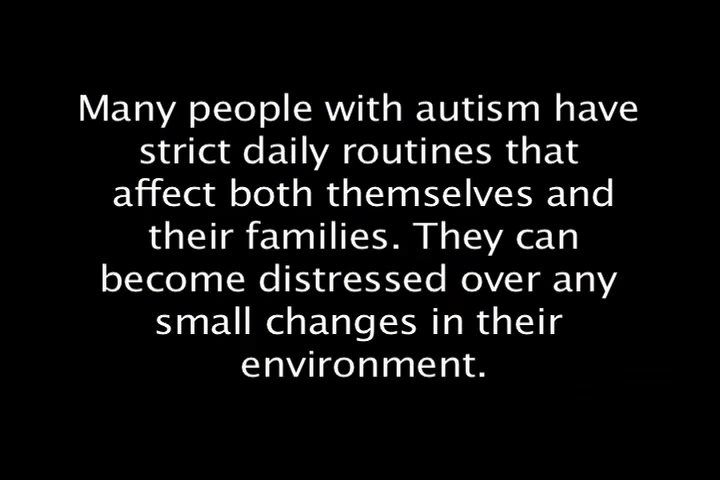 Many people with autism have
strict daily routines that
affect both themselves and
their families. They can
become distressed over any
small changes in their
environment.